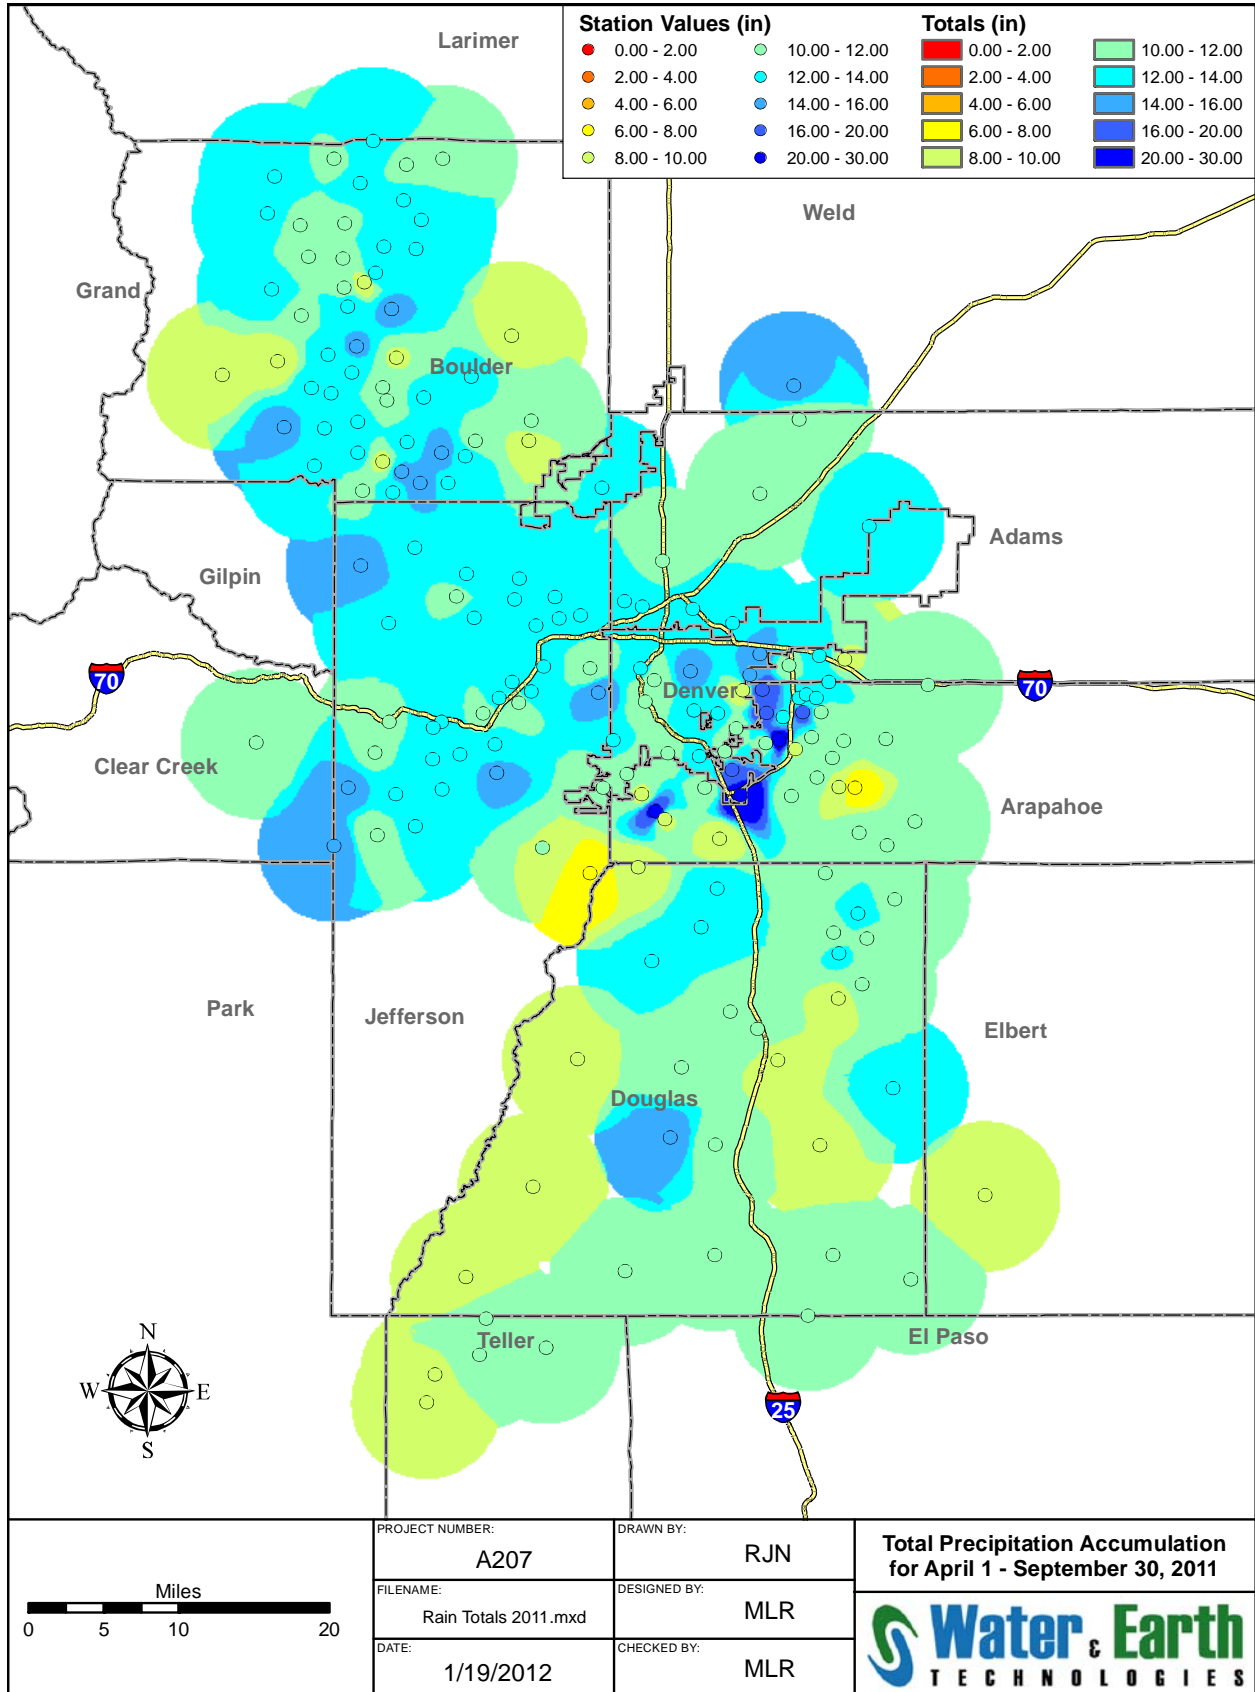 Station Values (in)
0.00 - 2.00
2.00 - 4.00
4.00 - 6.00
6.00 - 8.00
8.00 - 10.00
10.00 - 12.00
12.00 - 14.00
14.00 - 16.00
16.00 - 20.00
20.00 - 30.00
Totals (in)
0.00 - 2.00
2.00 - 4.00
4.00 - 6.00
6.00 - 8.00
8.00 - 10.00
10.00 - 12.00
12.00 - 14.00
14.00 - 16.00
16.00 - 20.00
20.00 - 30.00
Larimer
Weld
Grand
Boulder
Adams
Gilpin
70
Denver
70
Clear Creek
Arapahoe
Park
Jefferson
Elbert
Douglas
Teller
El Paso
25
N
W
E
S
Miles
0 5 10 20
PROJECT NUMBER:
A207
FILENAME:
Rain Totals 2011.mxd
DATE:
1/19/2012
DRAWN BY:
RJN
DESIGNED BY:
MLR
CHECKED BY:
MLR
Total Precipitation Accumulation
for April 1 - September 30, 2011
Water & Earth
TECHNOLOGIES